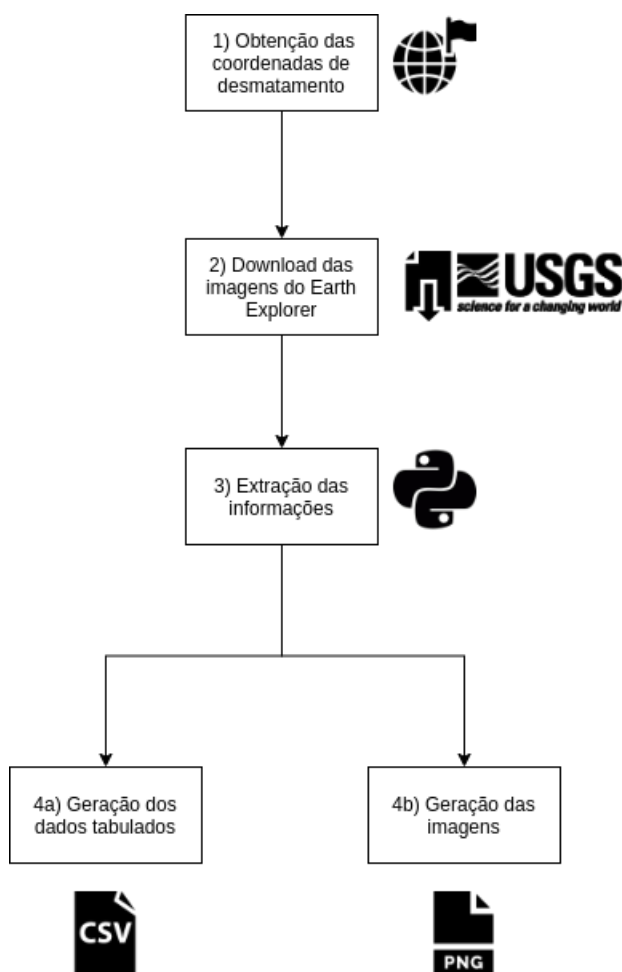 1) Obtenção das
coordenadas de
desmatamento
2) Download das
imagens do Earth
Explorer
USGS
science for a changing world
3) Extração das
informações
4a) Geração dos
dados tabulados
4b) Geração das
imagens
CSV
PNG